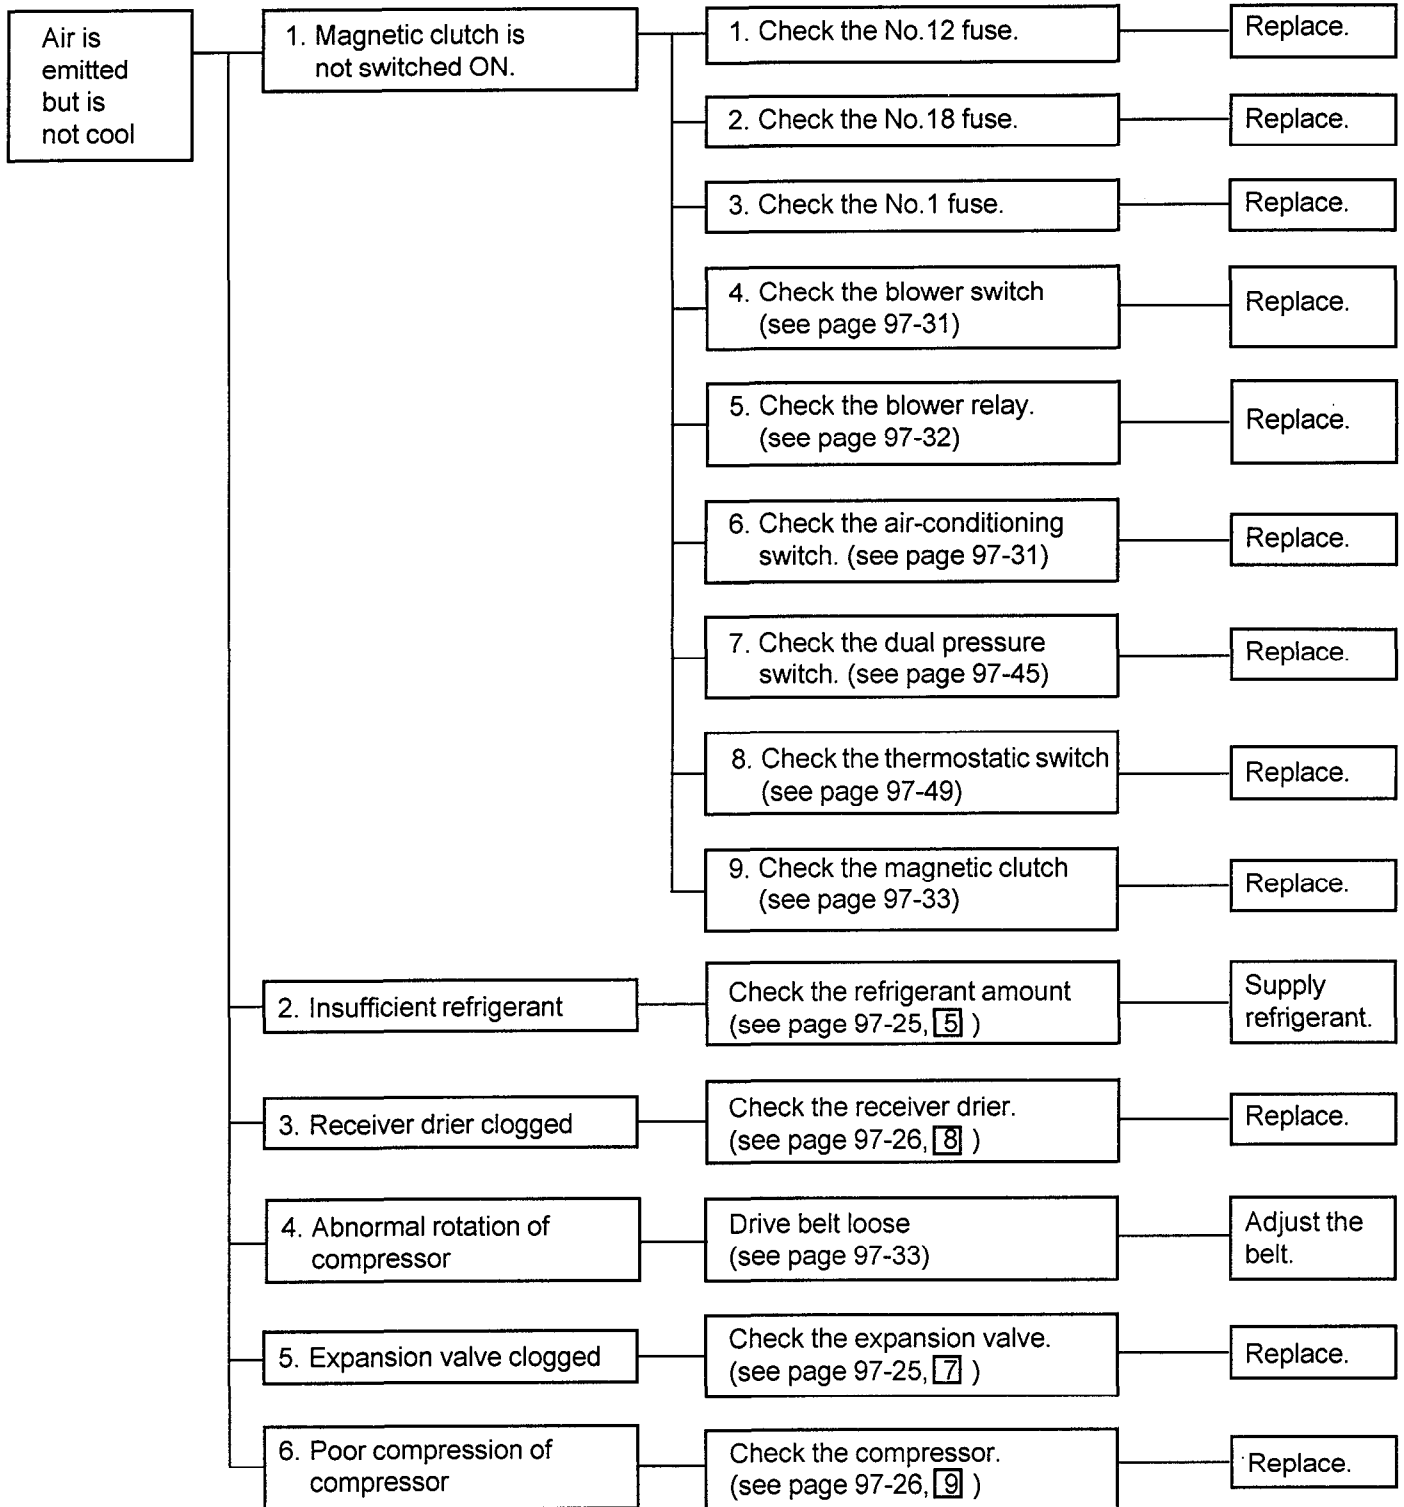 Air is
emitted
but is
not cool
1. Magnetic clutch is
not switched ON.
1. Check the No.12 fuse.
Replace.
2. Check the No.18 fuse.
Replace.
3. Check the No.1 fuse.
Replace.
4. Check the blower switch
(see page 97-31)
Replace.
5. Check the blower relay.
(see page 97-32)
Replace.
6. Check the air-conditioning
switch. (see page 97-31)
Replace.
7. Check the dual pressure
switch. (see page 97-45)
Replace.
8. Check the thermostatic switch
(see page 97-49)
Replace.
9. Check the magnetic clutch
(see page 97-33)
Replace.
2. Insufficient refrigerant
Check the refrigerant amount
(see page 97-25, 5 )
Supply
refrigerant.
3. Receiver drier clogged
Check the receiver drier.
(see page 97-26, 8 )
Replace.
4. Abnormal rotation of
compressor
Drive belt loose
(see page 97-33)
Adjust the
belt.
5. Expansion valve clogged
Check the expansion valve.
(see page 97-25, 7 )
Replace.
6. Poor compression of
compressor
Check the compressor.
(see page 97-26, 9 )
Replace.